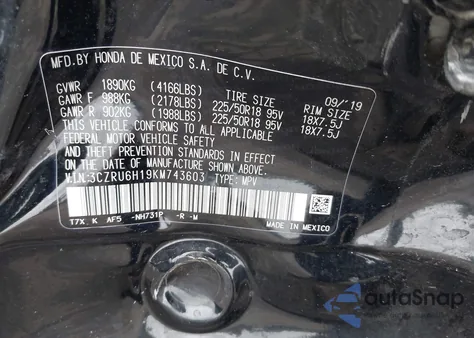 MFD.BY HONDA DE MEXICO S.A. DE C.V.
09/'19
GVWR 1890KG (4166LBS) TIRE SIZE RIM SIZE
GAWR F 988KG (2178LBS) 225/50R18 95V 18X7.5J
GAWR R 902KG (1988LBS) 225/50R18 95V 18X7.5J
THIS VEHICLE CONFORMS TO ALL APPLICABLE
FEDERAL MOTOR VEHICLE SAFETY AND THEFT PREVENTION
STANDARDS IN EFFECT ON THE DATE OF MANUFACTURE SHOWN ABOVE.
V.I.N:3CZRU6H19KM743603 TYPE: MPV
T7X K AF5 -NH731P -R -M
MADE IN MEXICO
autoSnap